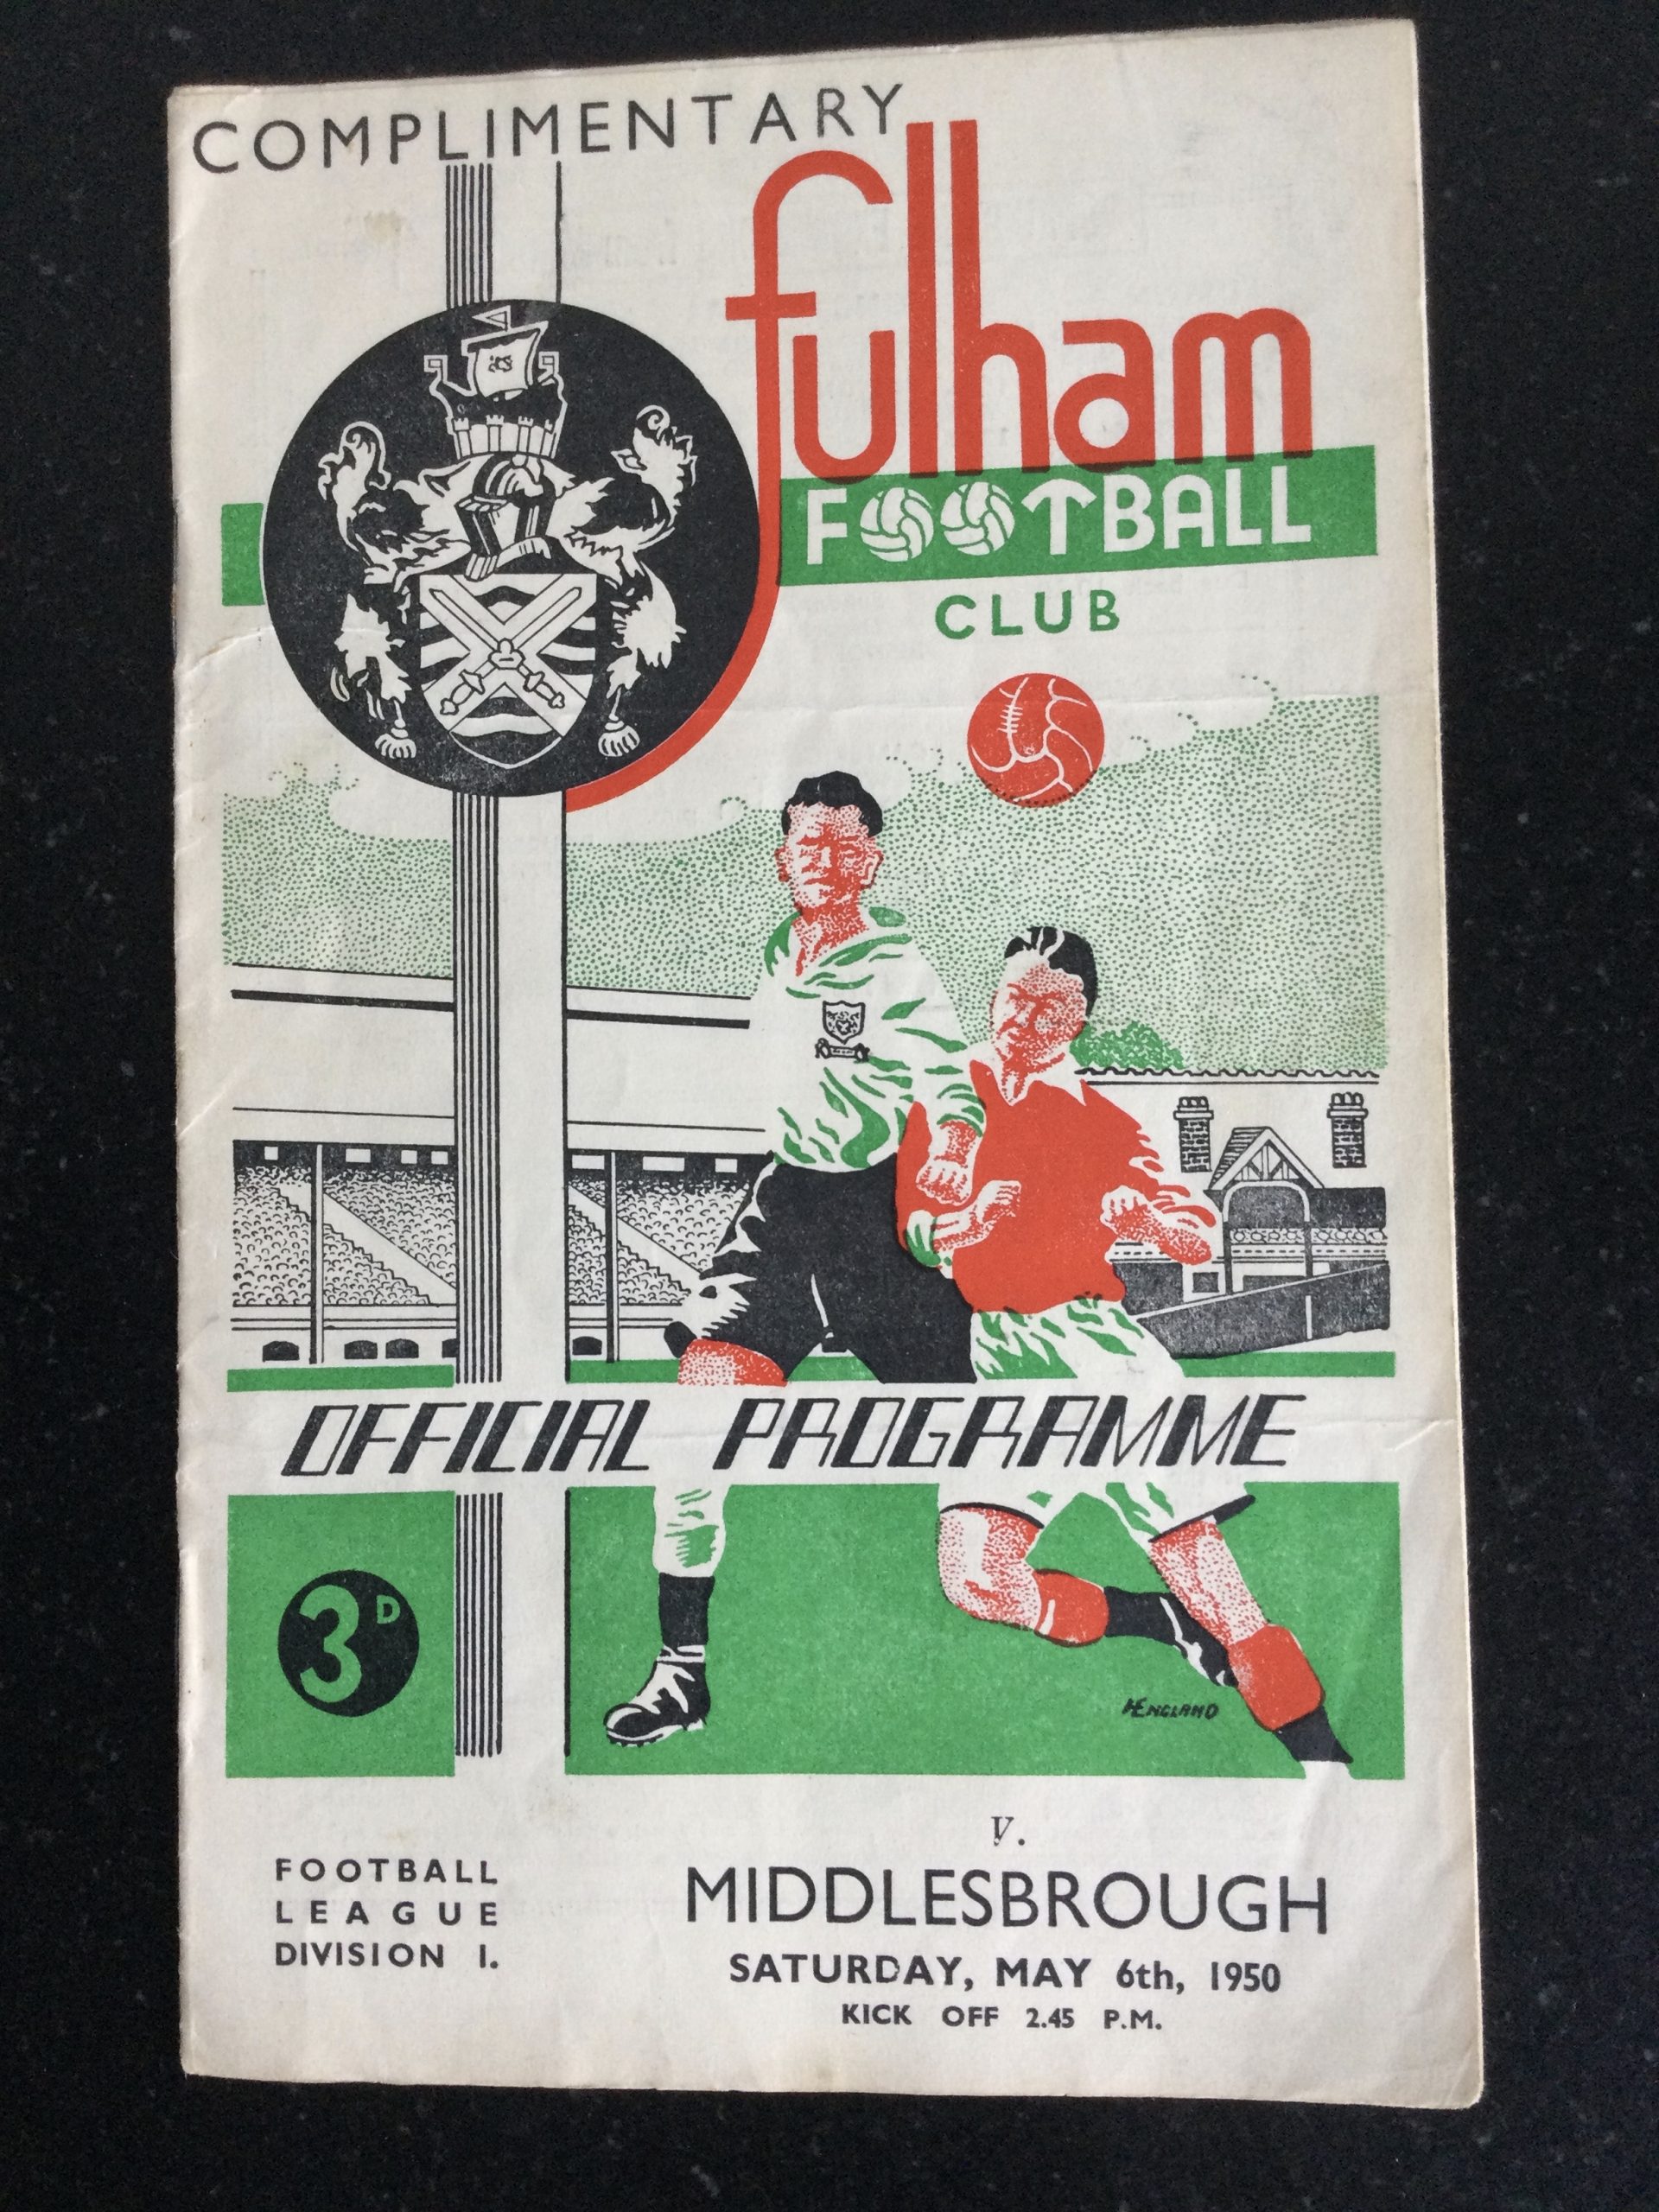 COMPLIMENTARY
fulham
FOOTBALL
CLUB
OFFICIAL PROGRAMME
3D
ENGLAND
v.
MIDDLESBROUGH
SATURDAY, MAY 6th, 1950
KICK OFF 2.45 P.M.
FOOTBALL
LEAGUE
DIVISION I.